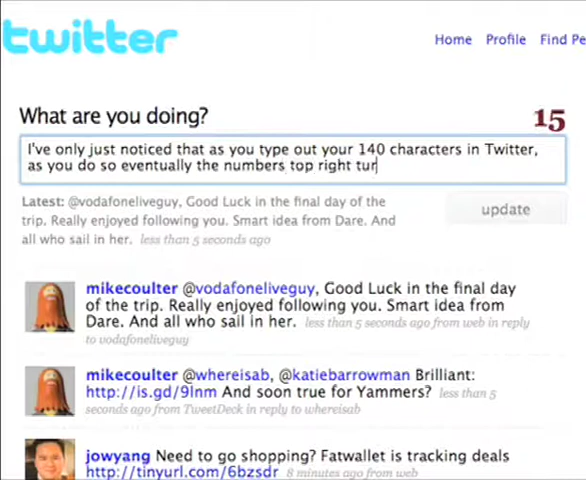 twitter
Home Profile Find Pe
What are you doing?
15
I've only just noticed that as you type out your 140 characters in Twitter,
as you do so eventually the numbers top right tur
Latest: @vodafoneliveguy, Good Luck in the final day of the
trip. Really enjoyed following you. Smart idea from Dare. And
all who sail in her. less than 5 seconds ago
update
mikecoulter @vodafoneliveguy, Good Luck in the final day
of the trip. Really enjoyed following you. Smart idea from
Dare. And all who sail in her. less than 5 seconds ago from web in reply
to vodafoneliveguy
mikecoulter @whereisab, @katiebarrowman Brilliant:
http://is.gd/9lnm And soon true for Yammers? less than 5
seconds ago from TweetDeck in reply to whereisab
jowyang Need to go shopping? Fatwallet is tracking deals
http://tinyurl.com/6bzsdr 8 minutes ago from web